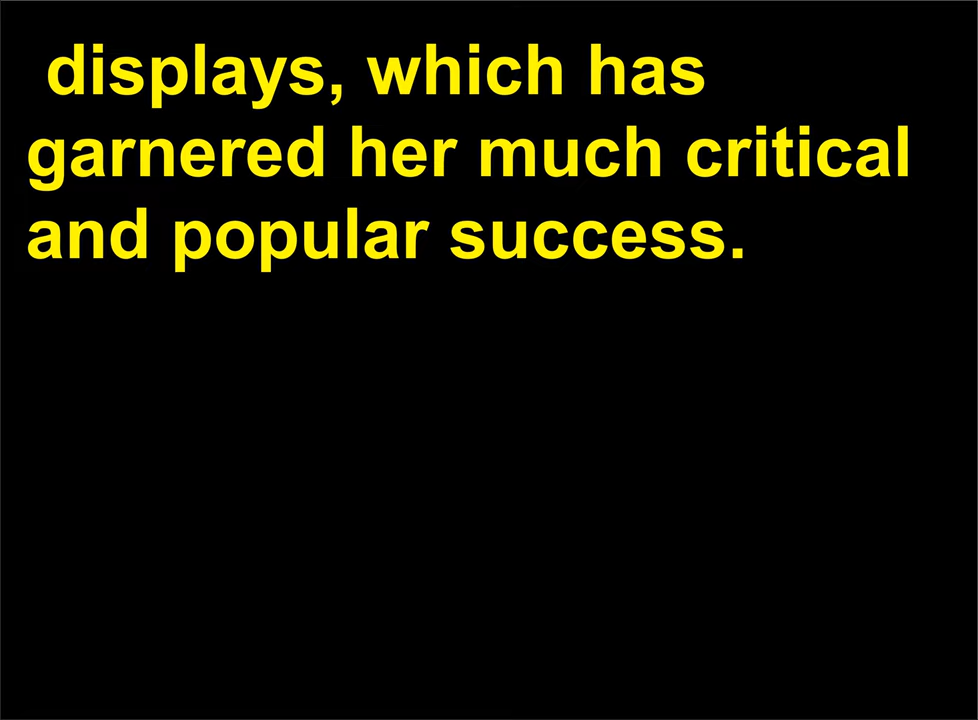 displays, which has
garnered her much critical
and popular success.